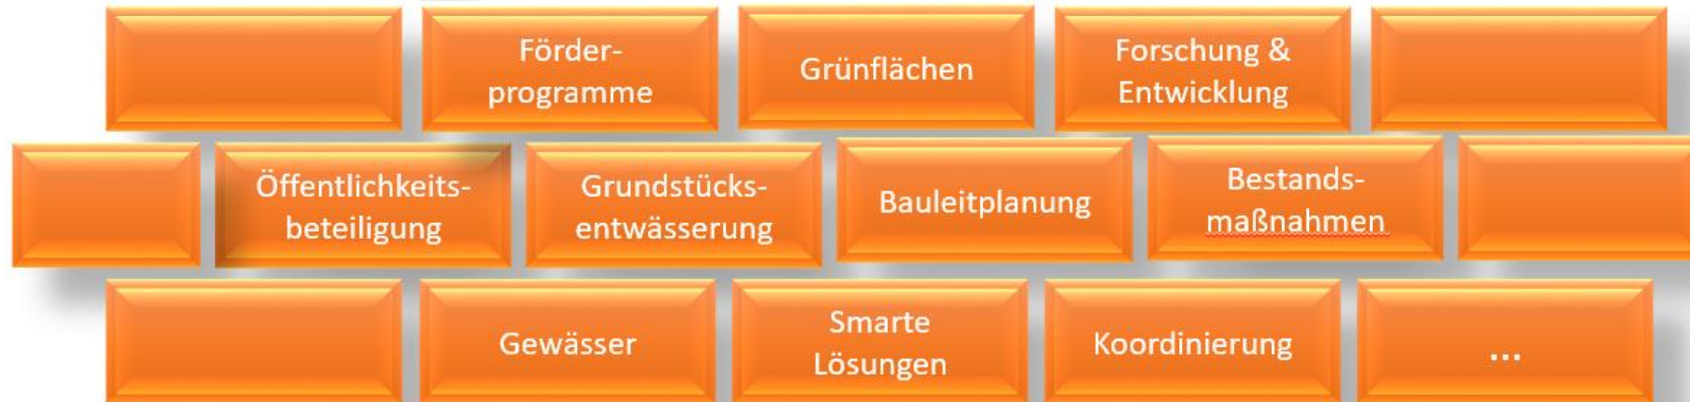 Förder-
programme
Grünflächen
Forschung &
Entwicklung
Öffentlichkeits-
beteiligung
Grundstücks-
entwässerung
Bauleitplanung
Bestands-
maßnahmen
Gewässer
Smarte
Lösungen
Koordinierung
...